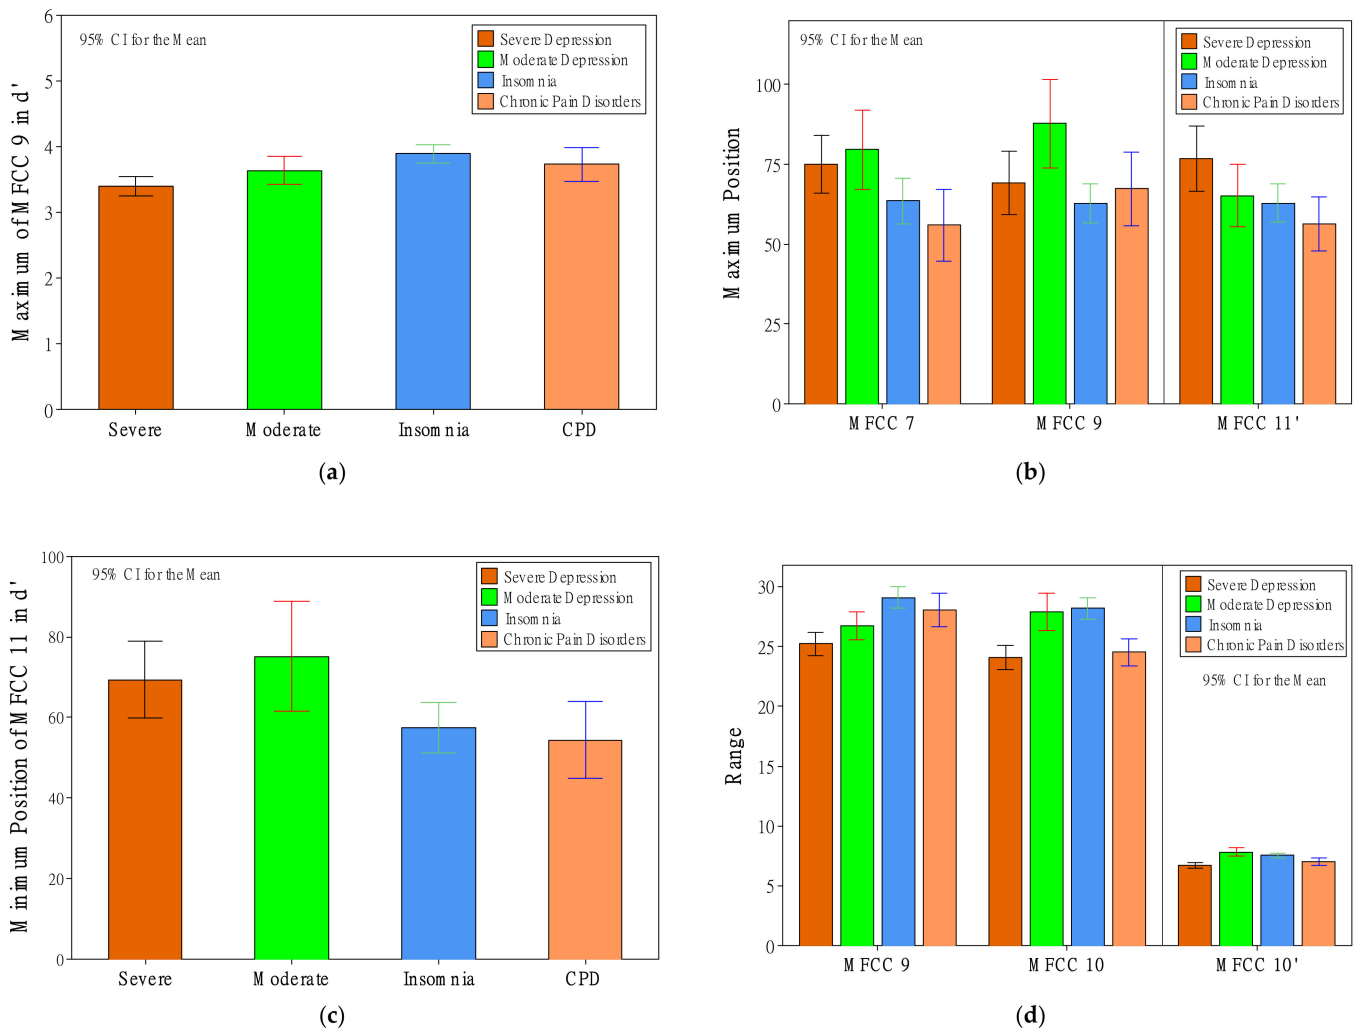 Maximum of MFCC 9 in d'
6
5
4
3
2
1
0
95% CI for the Mean
Severe Depression
Moderate Depression
Insomnia
Chronic Pain Disorders
Severe Moderate Insomnia CPD
(a)
Maximum Position
100
75
50
25
0
95% CI for the Mean
Severe Depression
Moderate Depression
Insomnia
Chronic Pain Disorders
MFCC 7 MFCC 9 MFCC 11'
(b)
Minimum Position of MFCC 11 in d'
100
80
60
40
20
0
95% CI for the Mean
Severe Depression
Moderate Depression
Insomnia
Chronic Pain Disorders
Severe Moderate Insomnia CPD
(c)
Range
30
25
20
15
10
5
0
Severe Depression
Moderate Depression
Insomnia
Chronic Pain Disorders
95% CI for the Mean
MFCC 9 MFCC 10 MFCC 10'
(d)